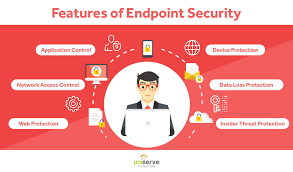 Features of Endpoint Security
Application Control
Device Protection
Network Access Control
Data Loss Protection
Web Protection
Insider Threat Protection
uniserve